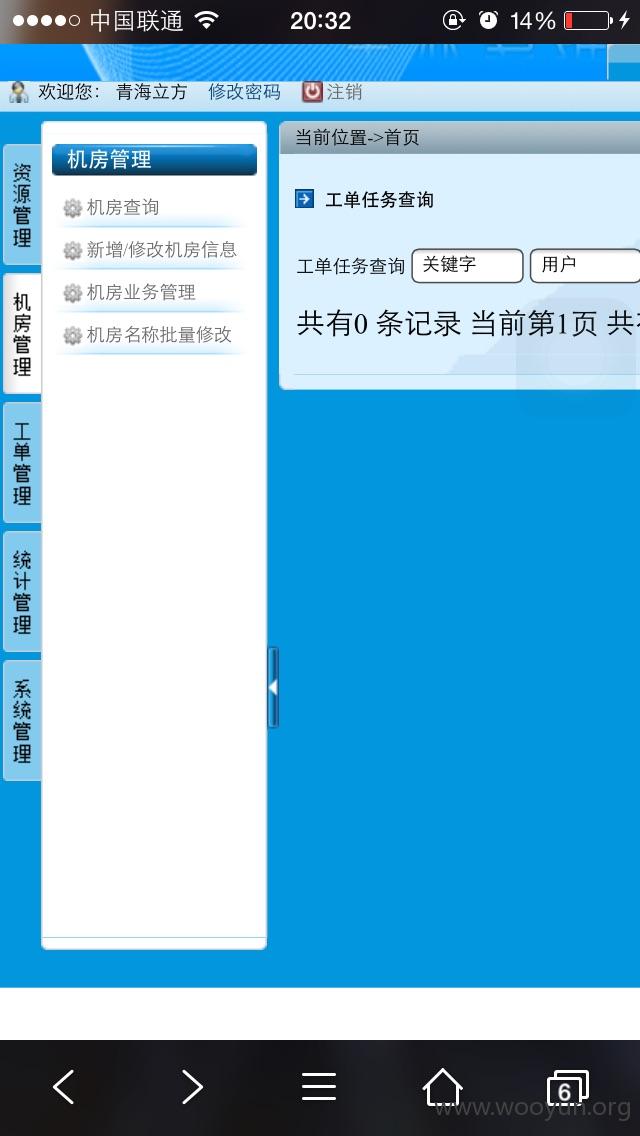 中国联通 20:32 14%
欢迎您： 青海立方 修改密码 注销
资源管理
机房管理
工单管理
统计管理
系统管理
机房管理
机房查询
新增/修改机房信息
机房业务管理
机房名称批量修改
当前位置->首页
工单任务查询
工单任务查询 关键字 用户
共有0 条记录 当前第1页 共
6
www.wooyun.org